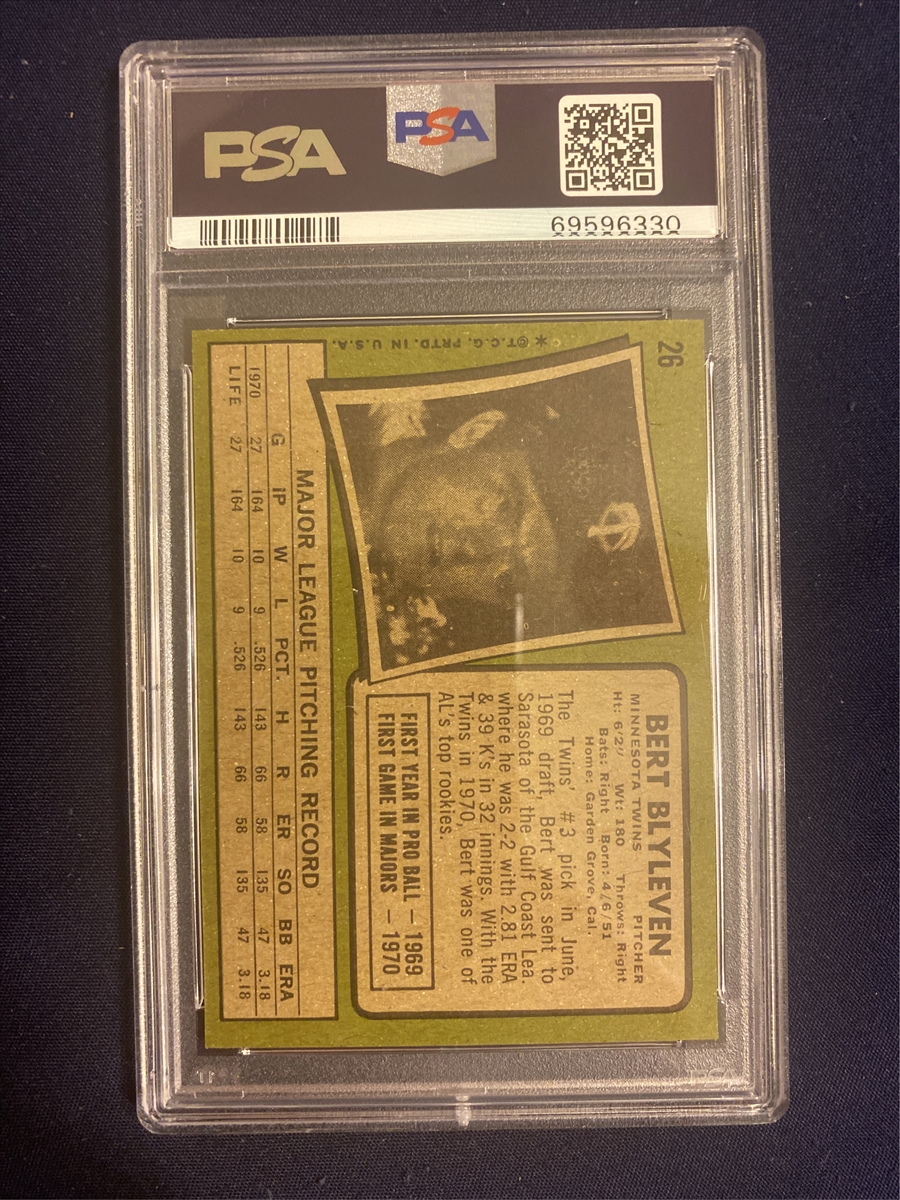 PSA
PSA
69596330
26
BERT BLYLEVEN
MINNESOTA TWINS PITCHER
Ht: 6'2" Wt: 180 Throws: Right
Bats: Right Born: 4/6/51
Home: Garden Grove, Cal.
The Twins' #3 pick in June,
1969 draft, Bert was sent to
Sarasota of the Gulf Coast Lea.
where he was 2-2 with 2.81 ERA
& 39 K's in 32 innings. With the
Twins in 1970, Bert was one of
AL's top rookies.
FIRST YEAR IN PRO BALL — 1969
FIRST GAME IN MAJORS — 1970
MAJOR LEAGUE PITCHING RECORD
G IP W L PCT. H R ER SO BB ERA
1970 27 164 10 9 .526 143 66 58 135 47 3.18
LIFE 27 164 10 9 .526 143 66 58 135 47 3.18
*©T.C.G. PRTD. IN U.S.A.